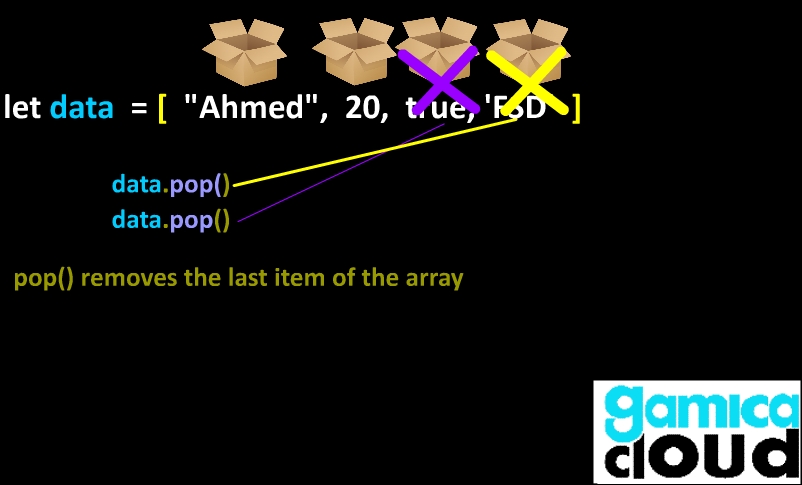 let data = [ "Ahmed", 20, true, 'FSD ]
data.pop()
data.pop()
pop() removes the last item of the array
gamica
cloud